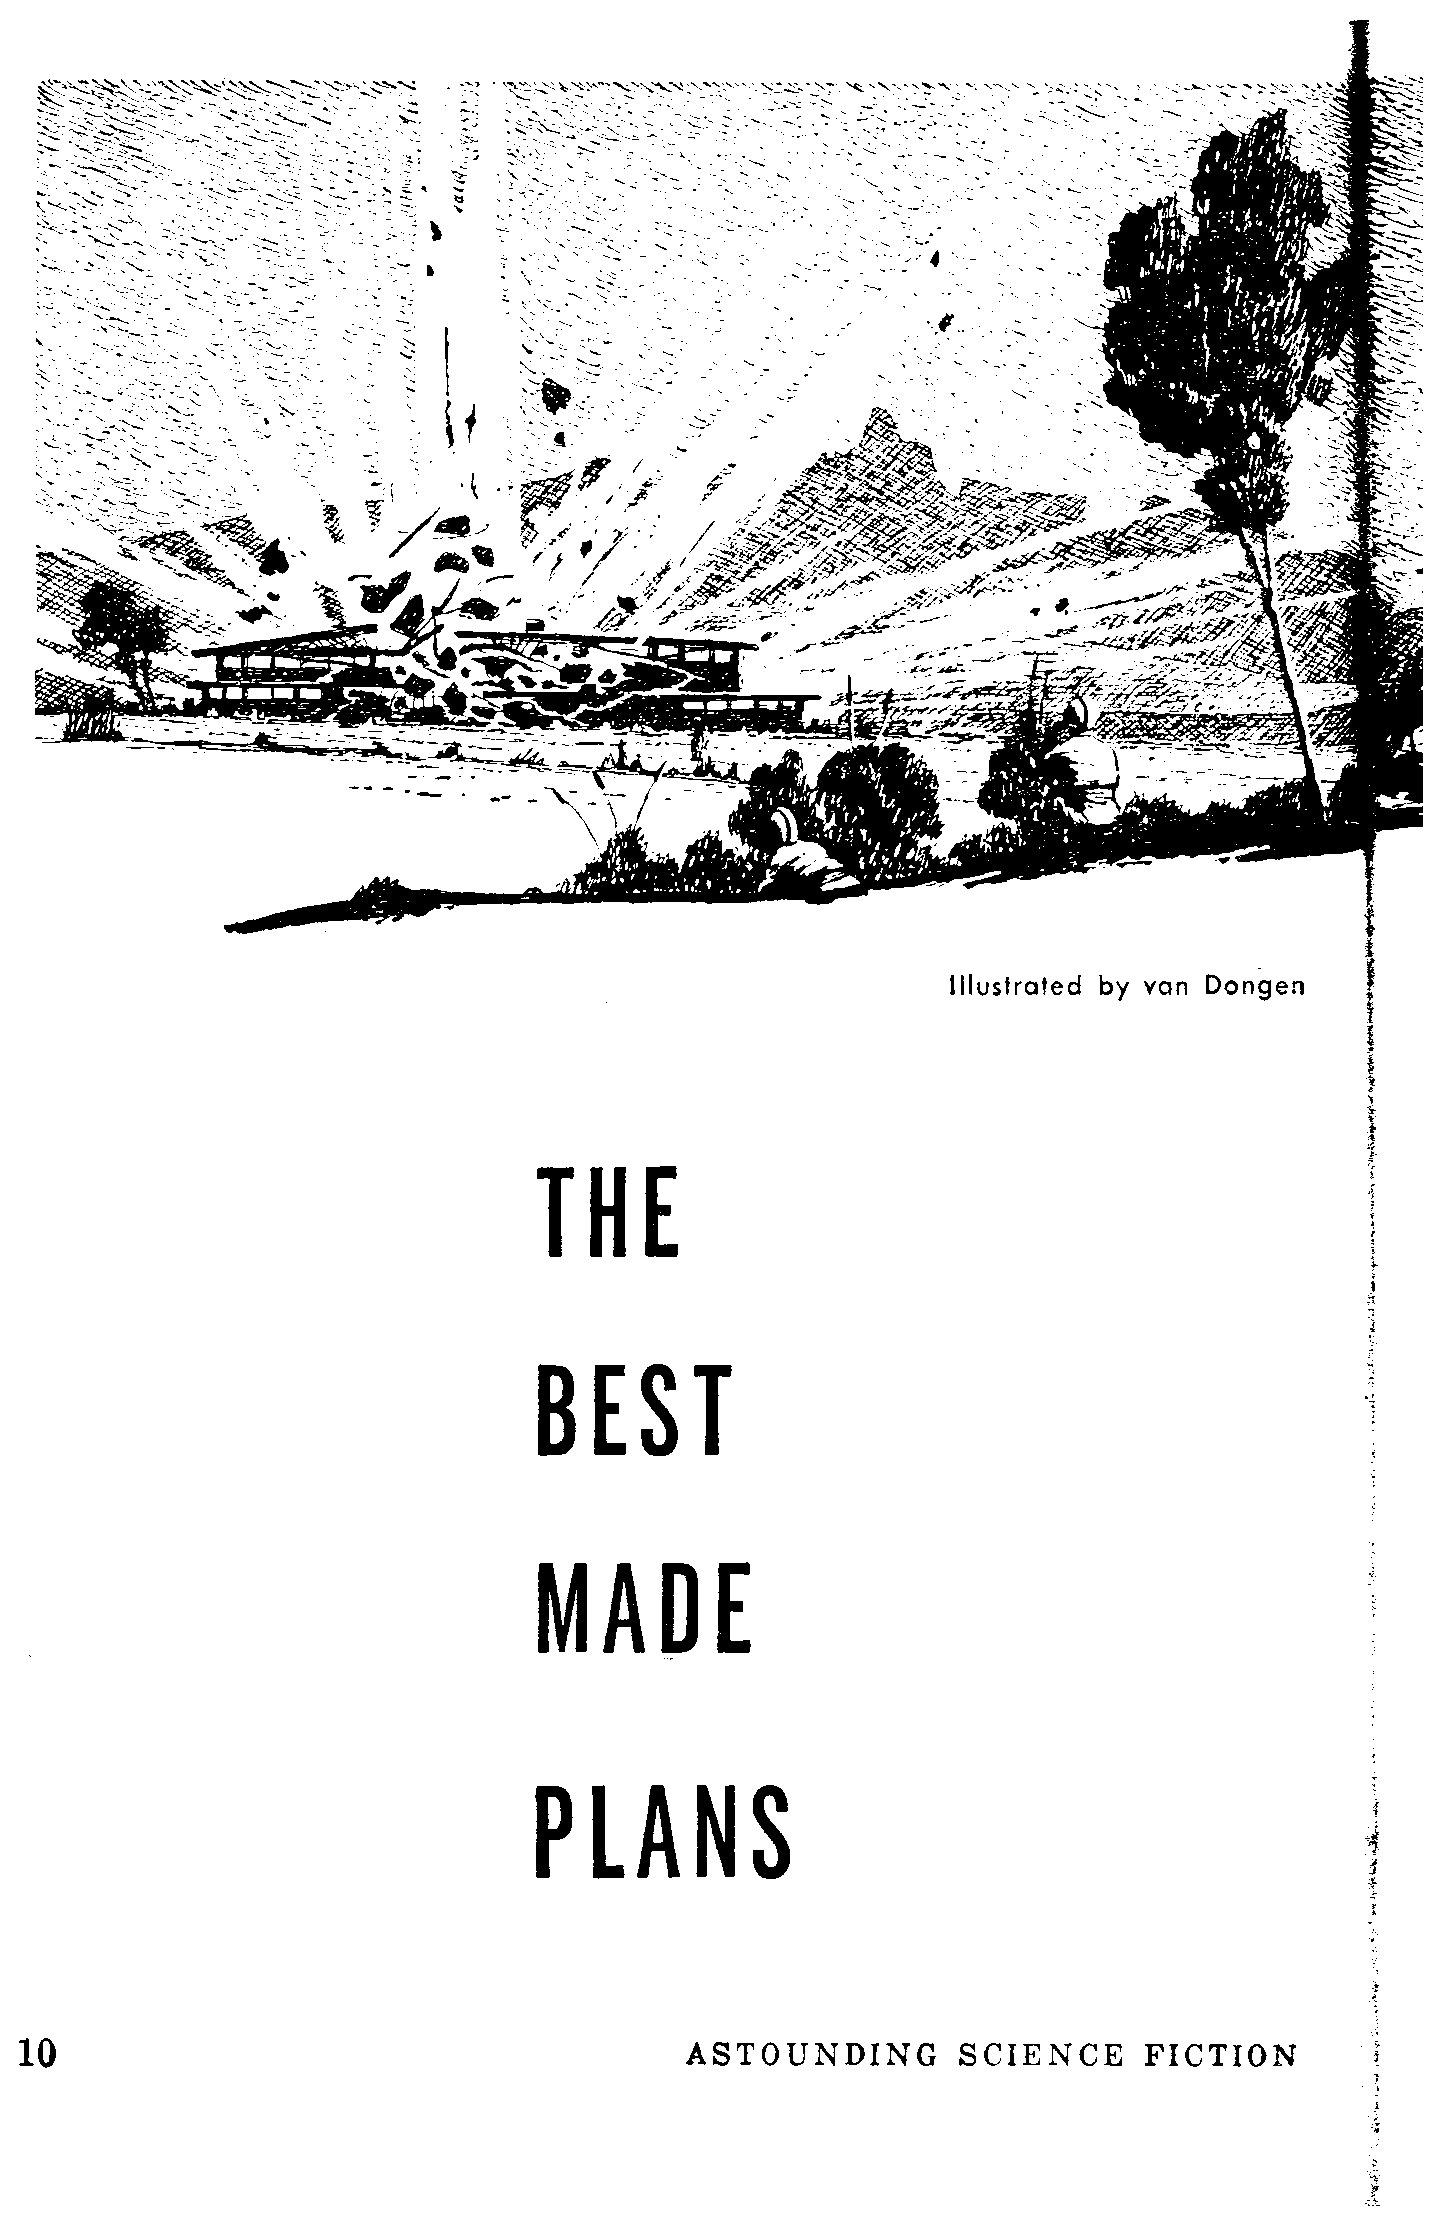 Illustrated by van Dongen
THE
BEST
MADE
PLANS
10
ASTOUNDING SCIENCE FICTION